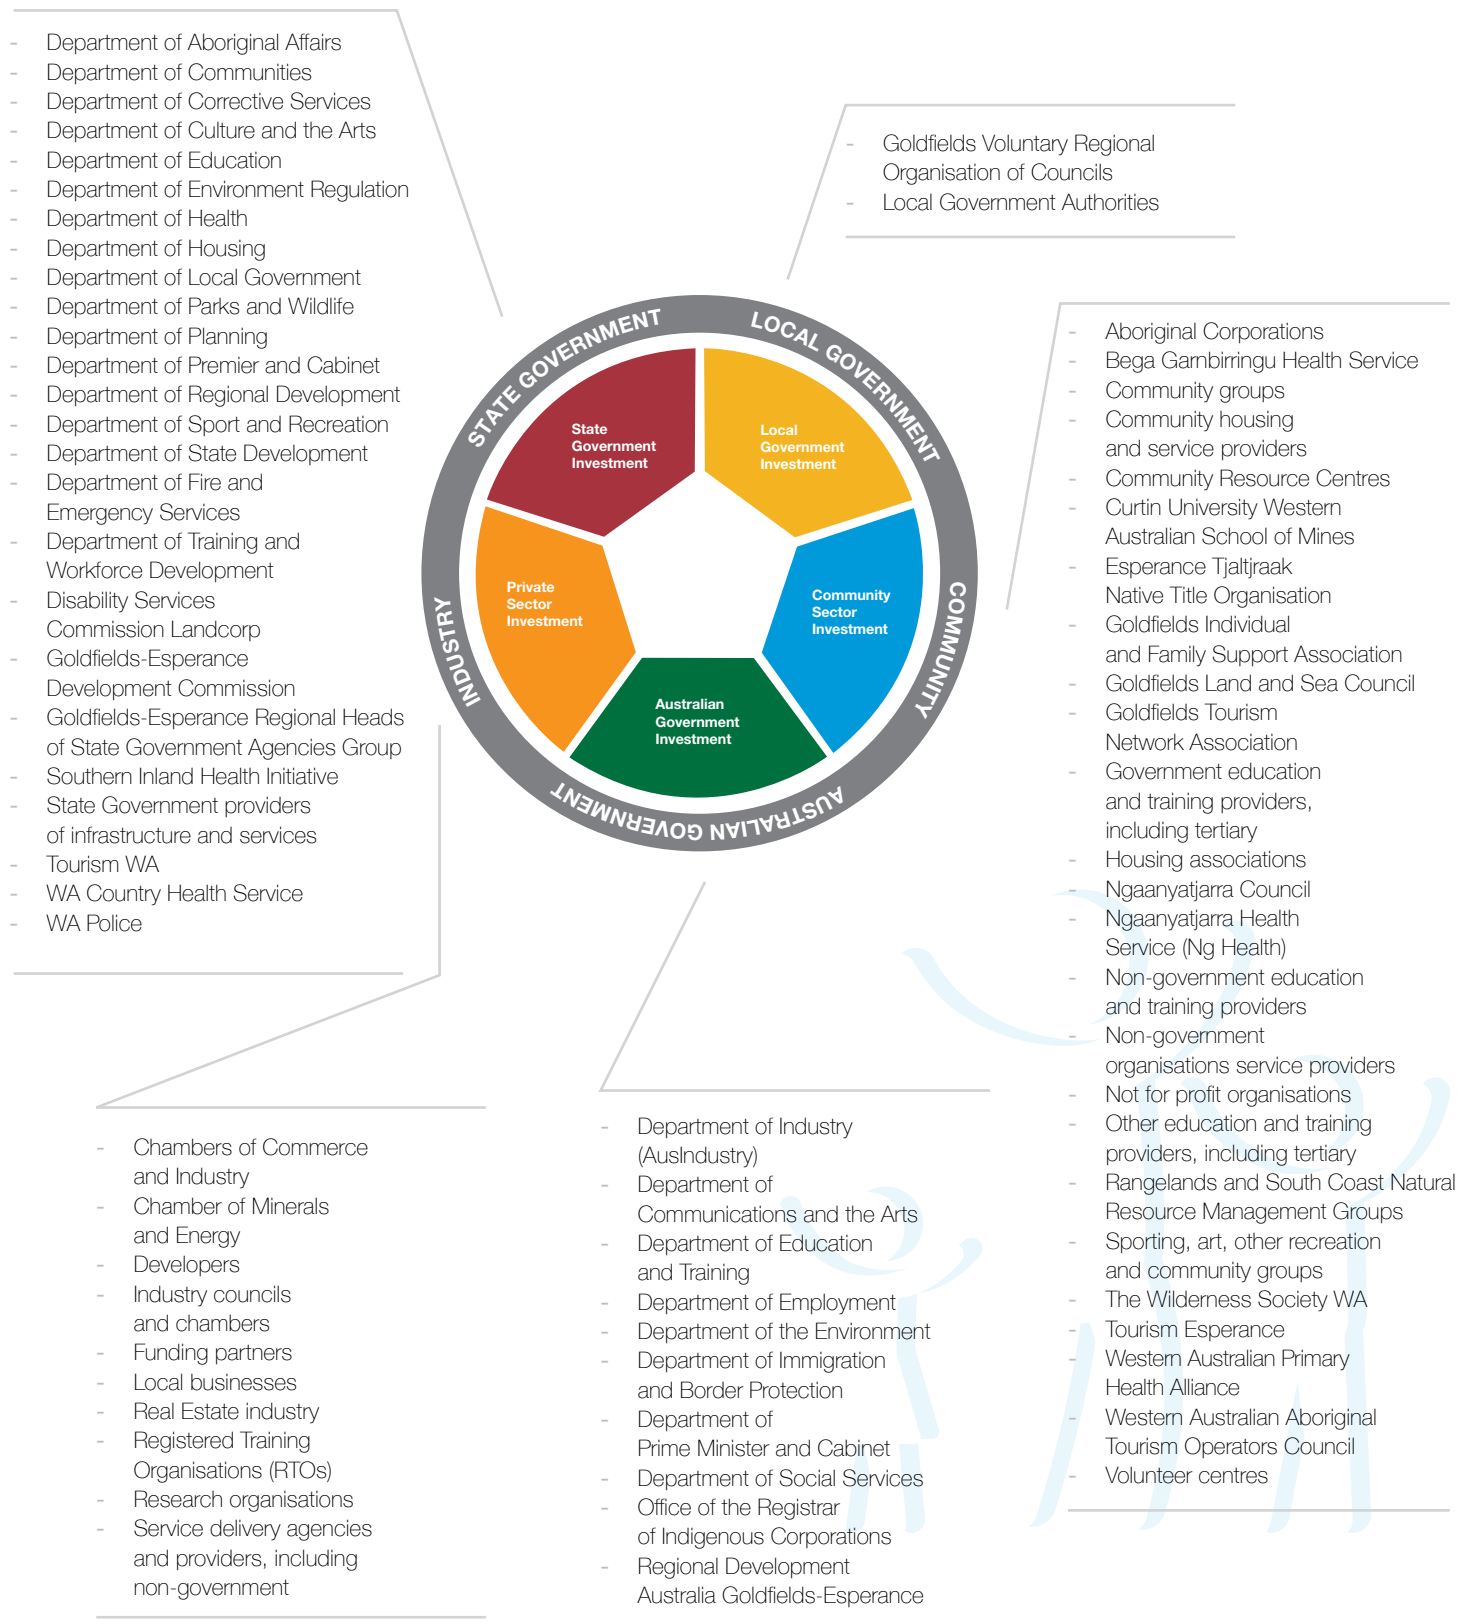 - Department of Aboriginal Affairs
- Department of Communities
- Department of Corrective Services
- Department of Culture and the Arts
- Department of Education
- Department of Environment Regulation
- Department of Health
- Department of Housing
- Department of Local Government
- Department of Parks and Wildlife
- Department of Planning
- Department of Premier and Cabinet
- Department of Regional Development
- Department of Sport and Recreation
- Department of State Development
- Department of Fire and
Emergency Services
- Department of Training and
Workforce Development
- Disability Services
Commission Landcorp
- Goldfields-Esperance
Development Commission
- Goldfields-Esperance Regional Heads
of State Government Agencies Group
- Southern Inland Health Initiative
- State Government providers
of infrastructure and services
- Tourism WA
- WA Country Health Service
- WA Police
- Goldfields Voluntary Regional
Organisation of Councils
- Local Government Authorities
STATE GOVERNMENT
LOCAL GOVERNMENT
COMMUNITY
AUSTRALIAN GOVERNMENT
INDUSTRY
State
Government
Investment
Local
Government
Investment
Private
Sector
Investment
Community
Sector
Investment
Australian
Government
Investment
- Aboriginal Corporations
- Bega Garnbirringu Health Service
- Community groups
- Community housing
and service providers
- Community Resource Centres
- Curtin University Western
Australian School of Mines
- Esperance Tjaltjraak
Native Title Organisation
- Goldfields Individual
and Family Support Association
- Goldfields Land and Sea Council
- Goldfields Tourism
Network Association
- Government education
and training providers,
including tertiary
- Housing associations
- Ngaanyatjarra Council
- Ngaanyatjarra Health
Service (Ng Health)
- Non-government education
and training providers
- Non-government
organisations service providers
- Not for profit organisations
- Other education and training
providers, including tertiary
- Rangelands and South Coast Natural
Resource Management Groups
- Sporting, art, other recreation
and community groups
- The Wilderness Society WA
- Tourism Esperance
- Western Australian Primary
Health Alliance
- Western Australian Aboriginal
Tourism Operators Council
- Volunteer centres
- Chambers of Commerce
and Industry
- Chamber of Minerals
and Energy
- Developers
- Industry councils
and chambers
- Funding partners
- Local businesses
- Real Estate industry
- Registered Training
Organisations (RTOs)
- Research organisations
- Service delivery agencies
and providers, including
non-government
- Department of Industry
(AusIndustry)
- Department of
Communications and the Arts
- Department of Education
and Training
- Department of Employment
- Department of the Environment
- Department of Immigration
and Border Protection
- Department of
Prime Minister and Cabinet
- Department of Social Services
- Office of the Registrar
of Indigenous Corporations
- Regional Development
Australia Goldfields-Esperance